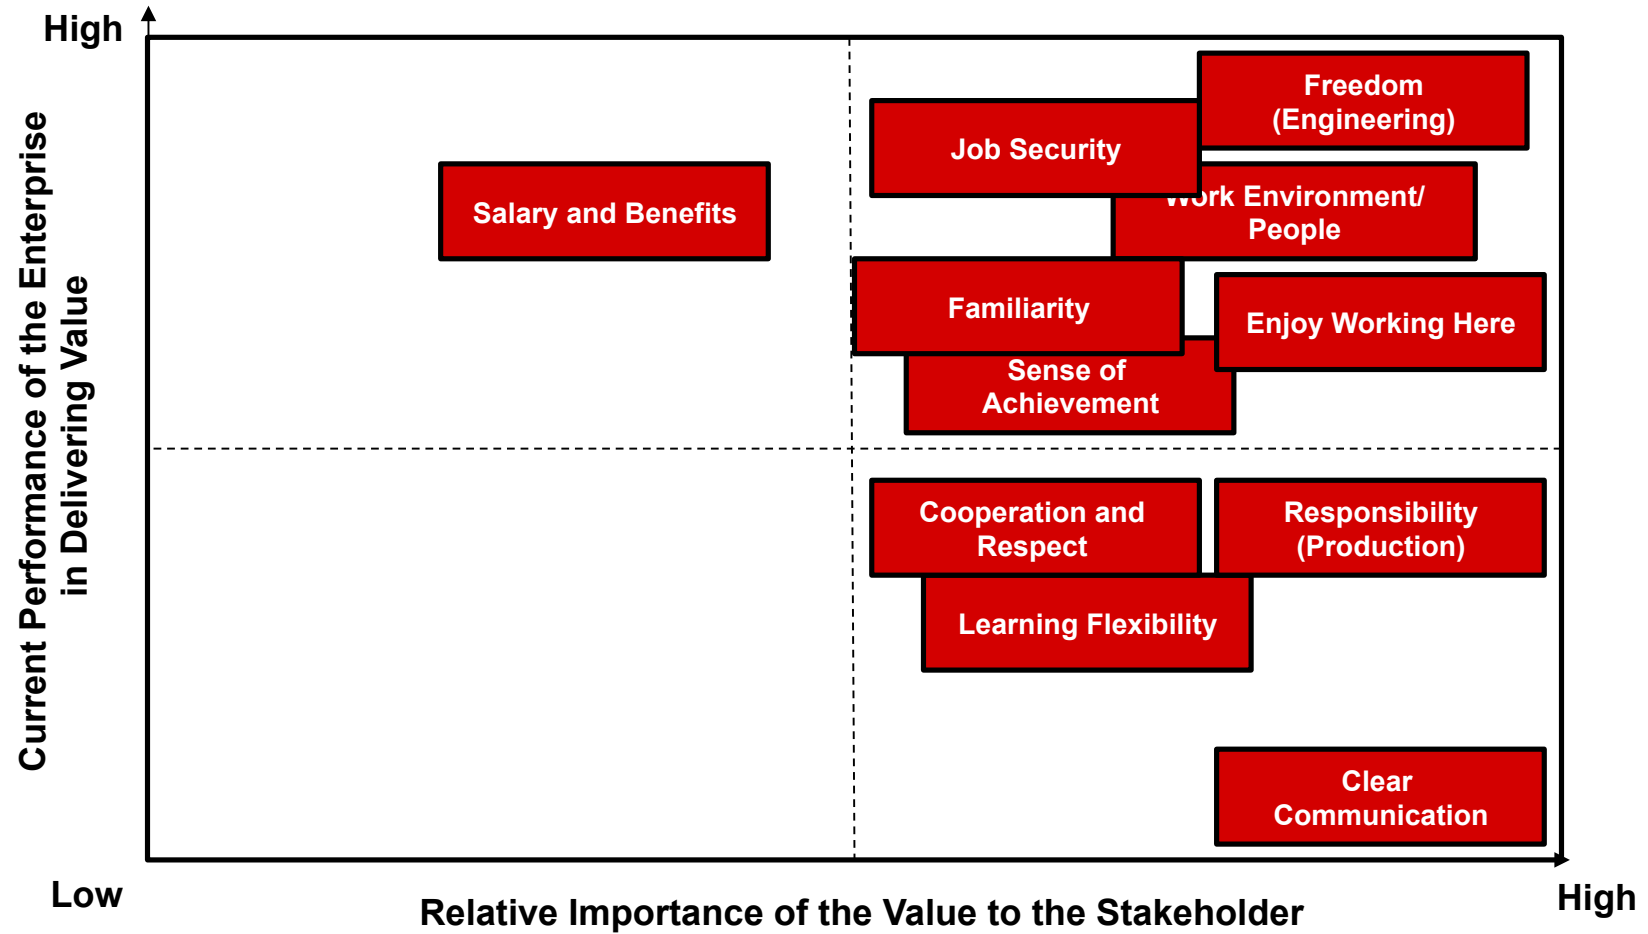 High
Freedom
(Engineering)
Job Security
Work Environment/
People
Salary and Benefits
Familiarity
Enjoy Working Here
Sense of
Achievement
Cooperation and
Respect
Responsibility
(Production)
Learning Flexibility
Clear
Communication
Current Performance of the Enterprise
in Delivering Value
Low
Relative Importance of the Value to the Stakeholder
High